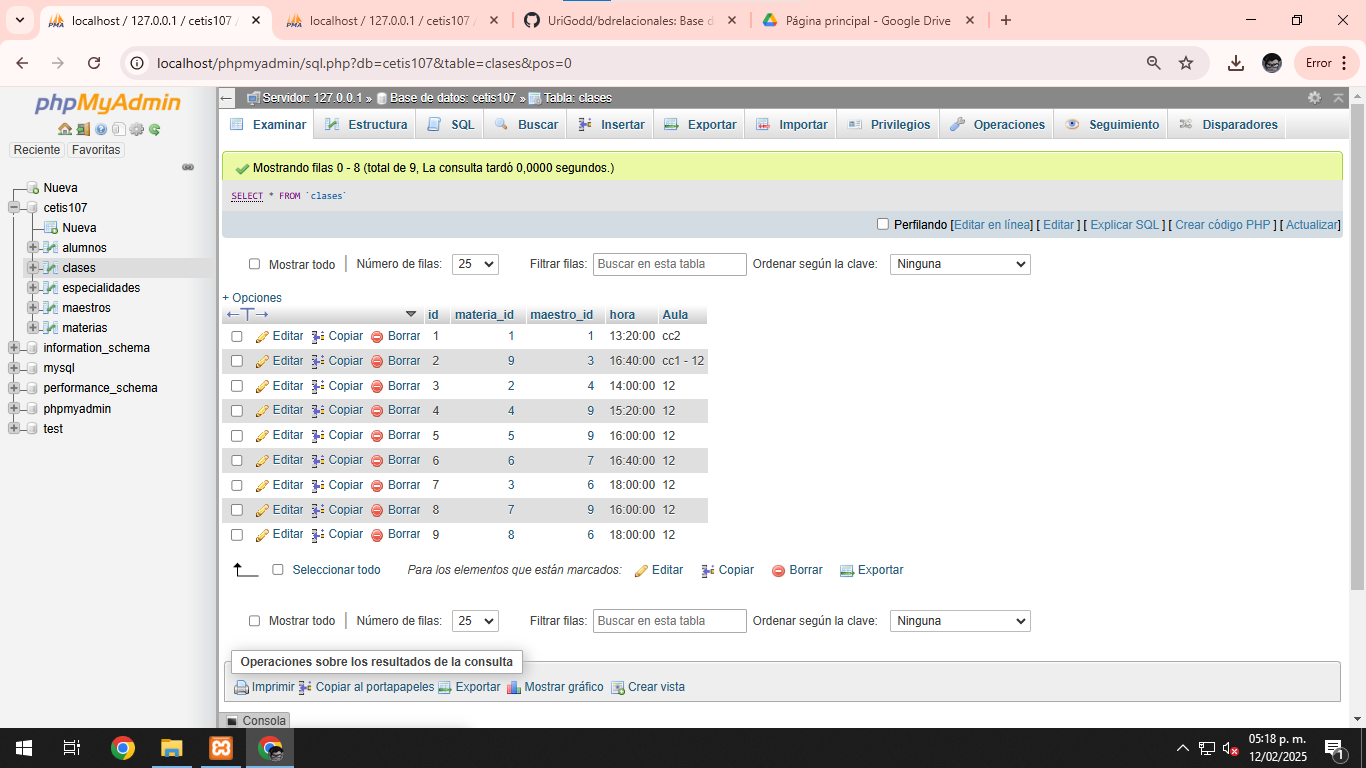 localhost / 127.0.0.1 / cetis107
localhost / 127.0.0.1 / cetis107
UriGodd/bdrelacionales: Base d
Página principal - Google Drive
localhost/phpmyadmin/sql.php?db=cetis107&table=clases&pos=0
Error
phpMyAdmin
Reciente Favoritas
Nueva
cetis107
Nueva
alumnos
clases
especialidades
maestros
materias
information_schema
mysql
performance_schema
phpmyadmin
test
Servidor: 127.0.0.1 » Base de datos: cetis107 » Tabla: clases
Examinar Estructura SQL Buscar Insertar Exportar Importar Privilegios Operaciones Seguimiento Disparadores
Mostrando filas 0 - 8 (total de 9, La consulta tardó 0,0000 segundos.)
SELECT * FROM `clases`
Perfilando [Editar en línea] [ Editar ] [ Explicar SQL ] [ Crear código PHP ] [ Actualizar]
Mostrar todo Número de filas: 25 Filtrar filas: Buscar en esta tabla Ordenar según la clave: Ninguna
+ Opciones
id materia_id maestro_id hora Aula
Editar Copiar Borrar 1 1 1 13:20:00 cc2
Editar Copiar Borrar 2 9 3 16:40:00 cc1 - 12
Editar Copiar Borrar 3 2 4 14:00:00 12
Editar Copiar Borrar 4 4 9 15:20:00 12
Editar Copiar Borrar 5 5 9 16:00:00 12
Editar Copiar Borrar 6 6 7 16:40:00 12
Editar Copiar Borrar 7 3 6 18:00:00 12
Editar Copiar Borrar 8 7 9 16:00:00 12
Editar Copiar Borrar 9 8 6 18:00:00 12
Seleccionar todo Para los elementos que están marcados: Editar Copiar Borrar Exportar
Mostrar todo Número de filas: 25 Filtrar filas: Buscar en esta tabla Ordenar según la clave: Ninguna
Operaciones sobre los resultados de la consulta
Imprimir Copiar al portapapeles Exportar Mostrar gráfico Crear vista
Consola
05:18 p. m.
12/02/2025
1